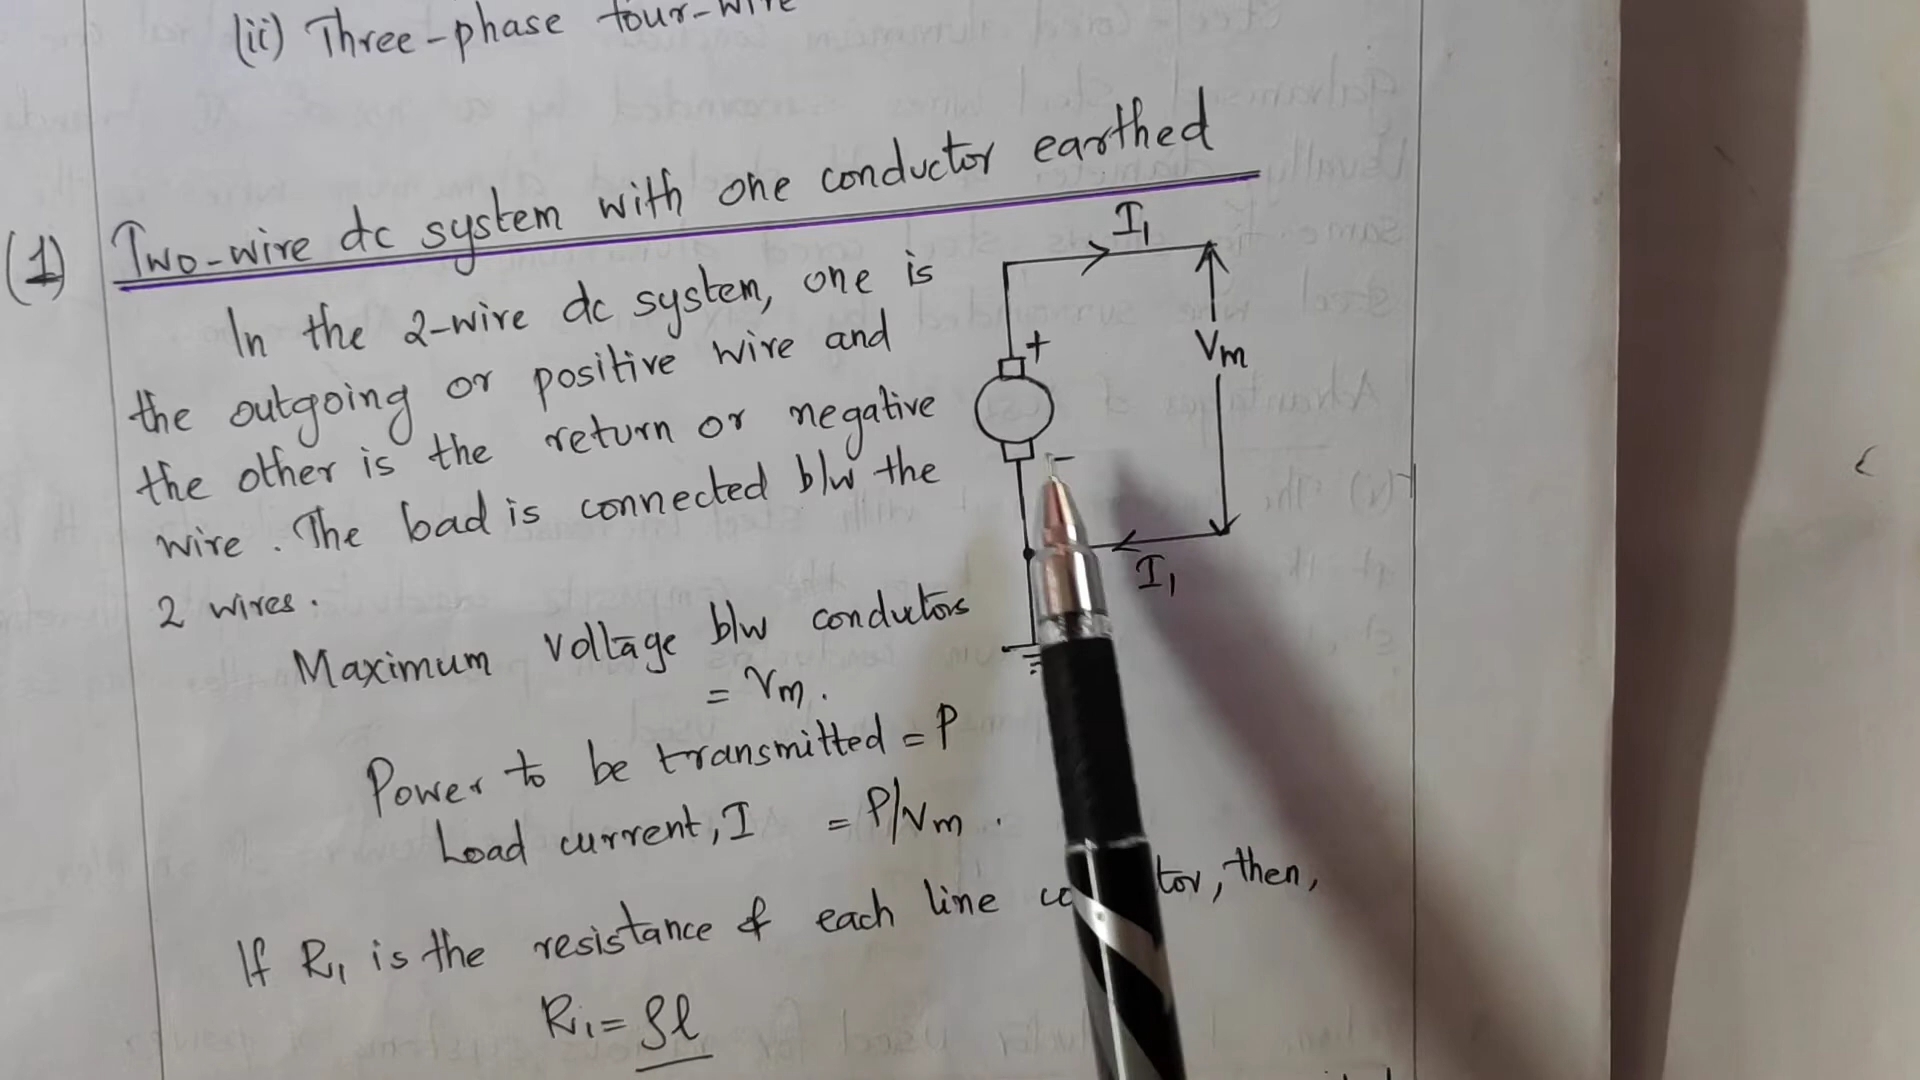 (ii) Three-phase four-wire
(1) Two-wire dc system with one conductor earthed
In the 2-wire dc system, one is
the outgoing or positive wire and
the other is the return or negative
wire. The load is connected b/w the
2 wires.
Maximum voltage b/w conductors
= Vm.
Power to be transmitted = P
Load current, I = P/Vm.
If R1 is the resistance of each line then,
R1 = ρl
I1
+
Vm
-
I1